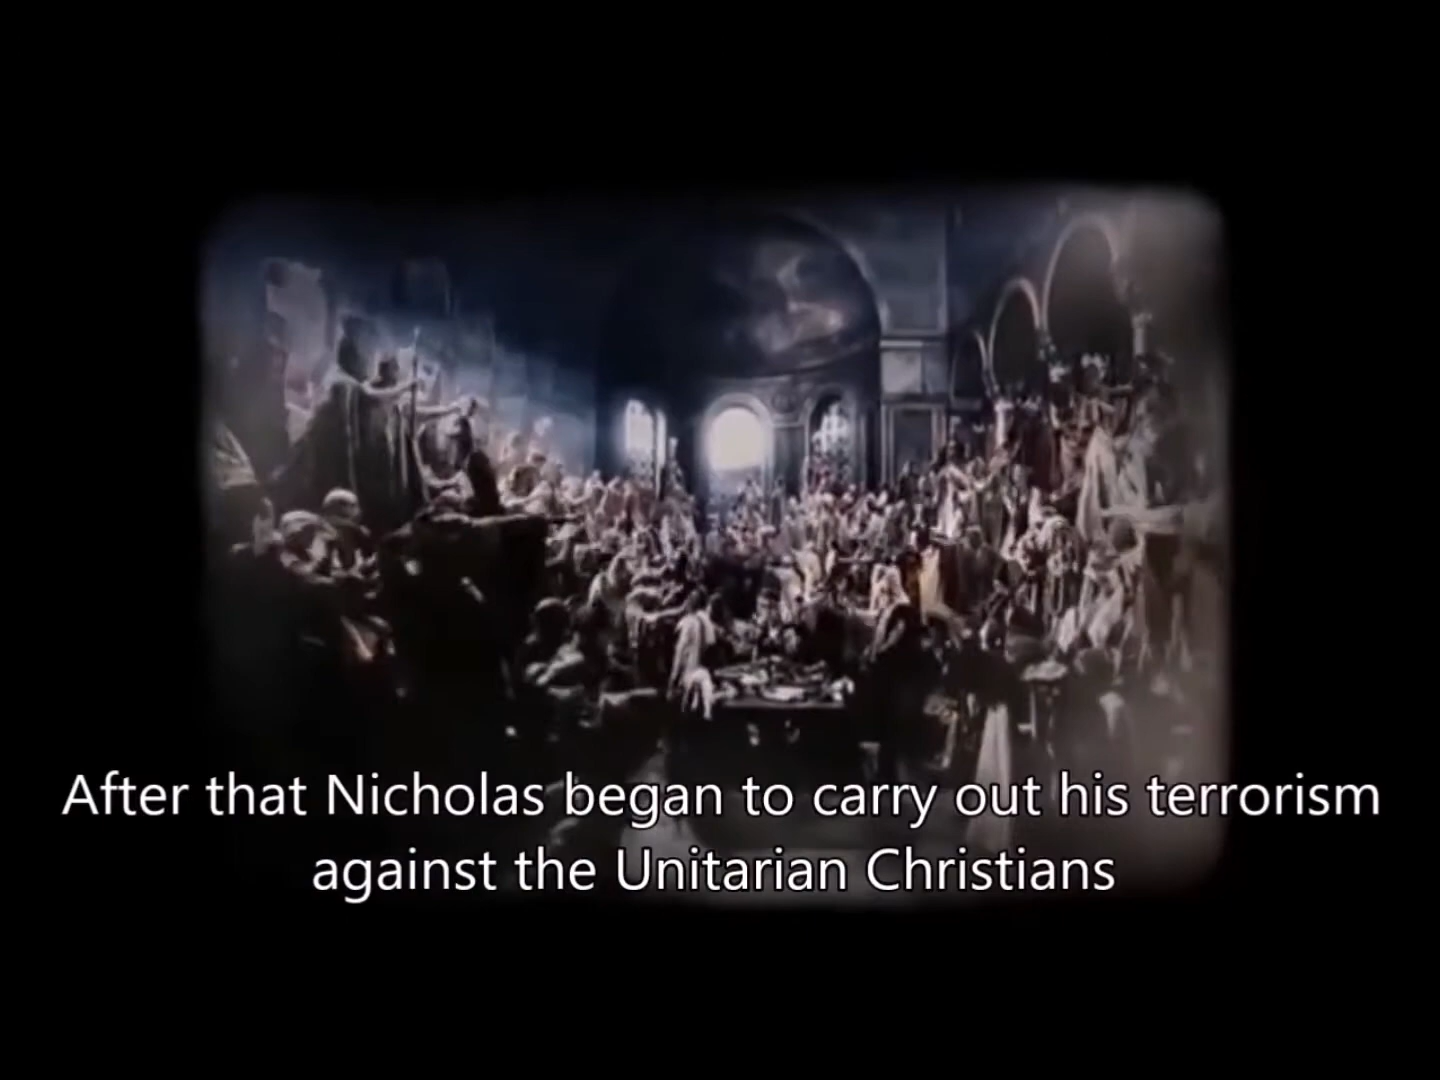 After that Nicholas began to carry out his terrorism
against the Unitarian Christians